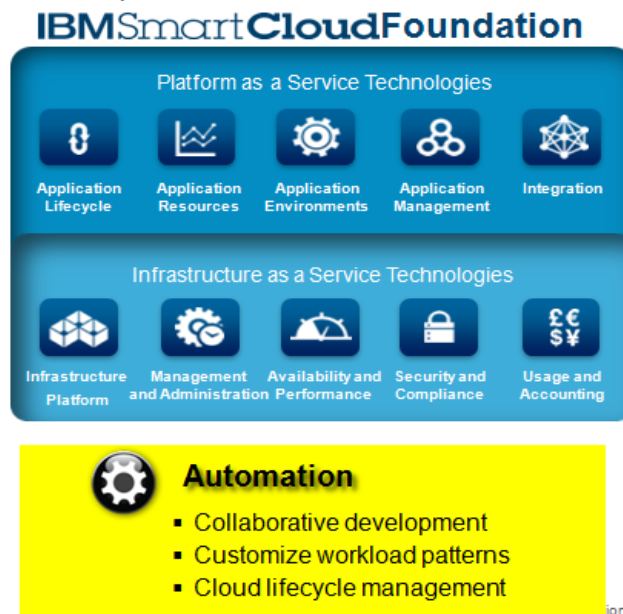 IBMSmartCloudFoundation
Platform as a Service Technologies
Application Lifecycle
Application Resources
Application Environments
Application Management
Integration
Infrastructure as a Service Technologies
Infrastructure Platform
Management and Administration
Availability and Performance
Security and Compliance
£€
$¥
Usage and Accounting
Automation
▪ Collaborative development
▪ Customize workload patterns
▪ Cloud lifecycle management